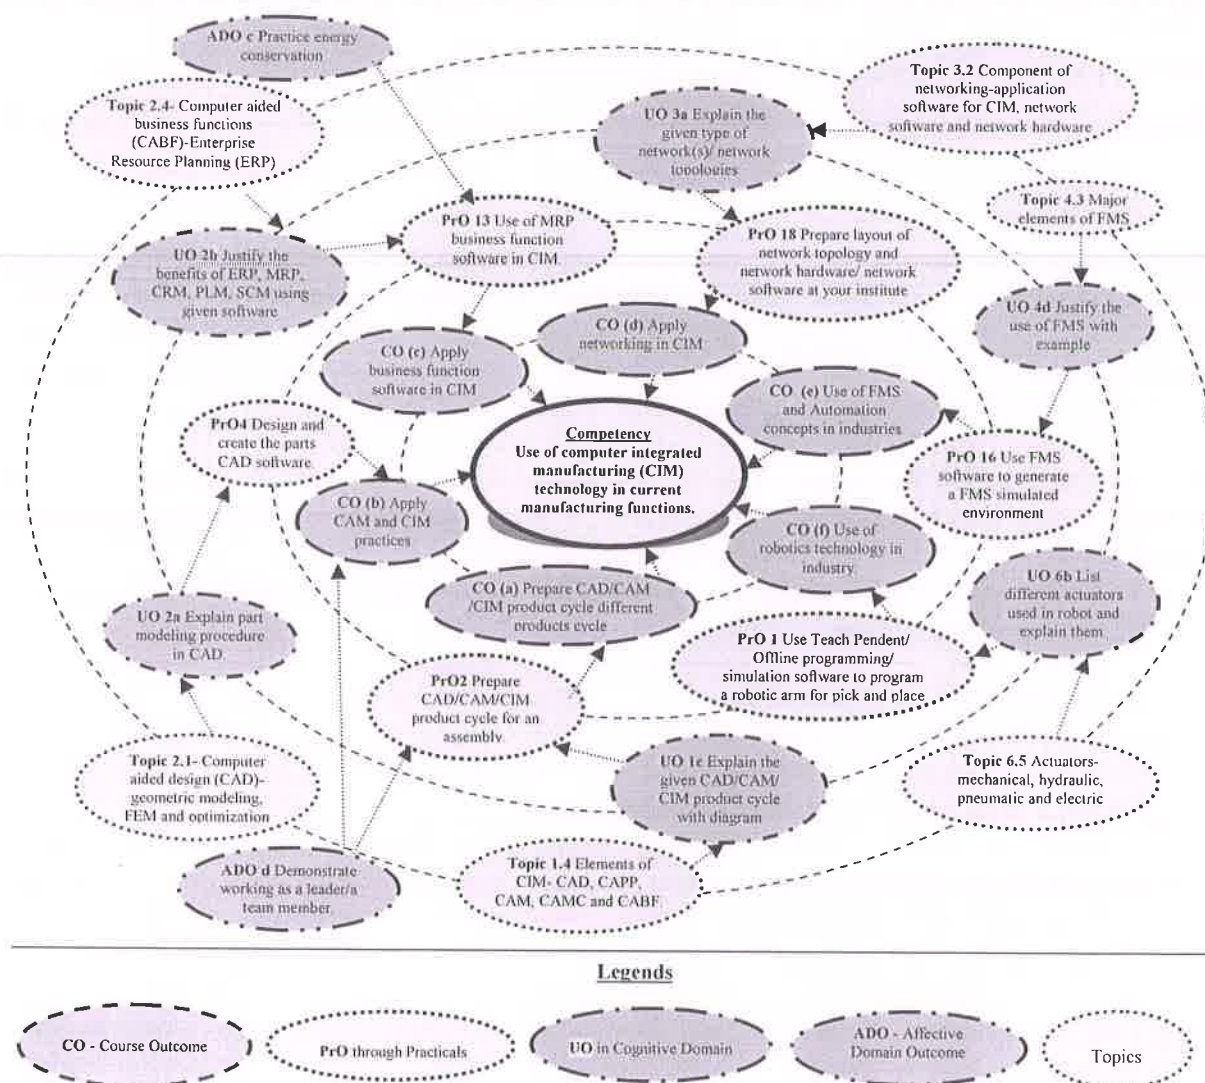 ADO c Practice energy
conservation
Topic 2.4- Computer aided
business functions
(CABF)-Enterprise
Resource Planning (ERP)
UO 3a Explain the
given type of
network(s)/ network
topologies
Topic 3.2 Component of
networking-application
software for CIM, network
software and network hardware
Topic 4.3 Major
elements of FMS
PrO 13 Use of MRP
business function
software in CIM.
PrO 18 Prepare layout of
network topology and
network hardware/ network
software at your institute
UO 2b Justify the
benefits of ERP, MRP,
CRM, PLM, SCM using
given software
UO 4d Justify the
use of FMS with
example
CO (d) Apply
networking in CIM
CO (c) Apply
business function
software in CIM
CO (e) Use of FMS
and Automation
concepts in industries
PrO4 Design and
create the parts
CAD software.
Competency
Use of computer integrated
manufacturing (CIM)
technology in current
manufacturing functions.
PrO 16 Use FMS
software to generate
a FMS simulated
environment
CO (b) Apply
CAM and CIM
practices
CO (f) Use of
robotics technology in
industry.
CO (a) Prepare CAD/CAM
/CIM product cycle different
products cycle
UO 6b List
different actuators
used in robot and
explain them.
UO 2a Explain part
modeling procedure
in CAD.
PrO 1 Use Teach Pendent/
Offline programming/
simulation software to program
a robotic arm for pick and place
PrO2 Prepare
CAD/CAM/CIM
product cycle for an
assembly.
Topic 2.1- Computer
aided design (CAD)-
geometric modeling,
FEM and optimization
UO 1c Explain the
given CAD/CAM/
CIM product cycle
with diagram
Topic 6.5 Actuators-
mechanical, hydraulic,
pneumatic and electric
ADO d Demonstrate
working as a leader/a
team member.
Topic 1.4 Elements of
CIM- CAD, CAPP,
CAM, CAMC and CABF.
Legends
CO - Course Outcome
PrO through Practicals
UO in Cognitive Domain
ADO - Affective
Domain Outcome
Topics